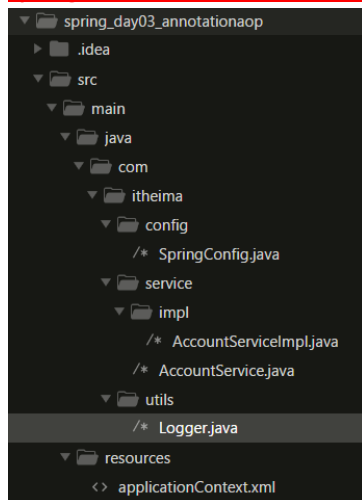 spring_day03_annotationaop
.idea
src
main
java
com
itheima
config
/* SpringConfig.java
service
impl
/* AccountServiceImpl.java
/* AccountService.java
utils
/* Logger.java
resources
<> applicationContext.xml